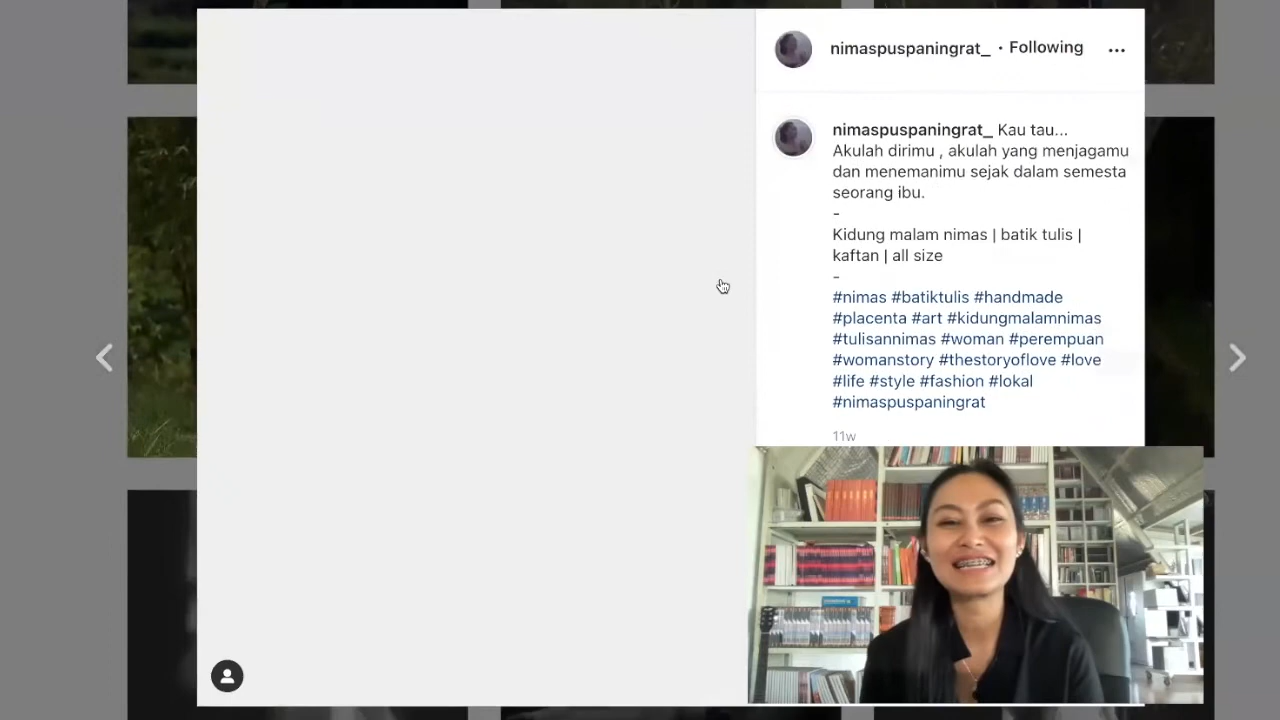 nimaspuspaningrat_ • Following
nimaspuspaningrat_ Kau tau...
Akulah dirimu , akulah yang menjagamu
dan menemanimu sejak dalam semesta
seorang ibu.
-
Kidung malam nimas | batik tulis |
kaftan | all size
-
#nimas #batiktulis #handmade
#placenta #art #kidungmalamnimas
#tulisannimas #woman #perempuan
#womanstory #thestoryoflove #love
#life #style #fashion #lokal
#nimaspuspaningrat
11w